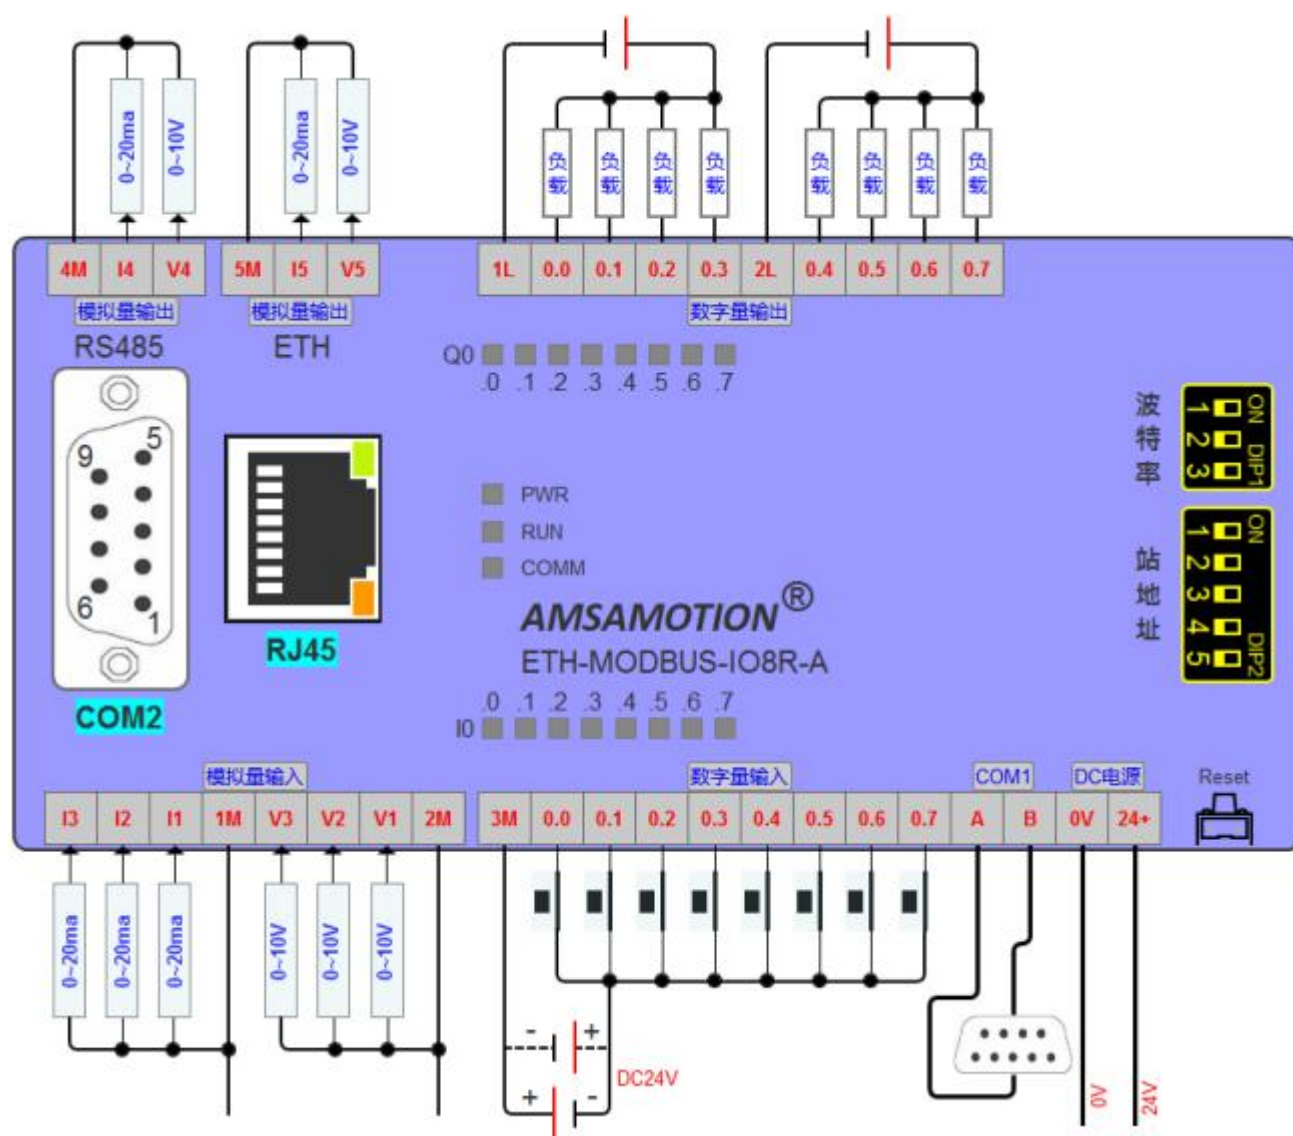 0~20ma
0~10V
0~20ma
0~10V
负载
负载
负载
负载
负载
负载
负载
负载
4M I4 V4
5M I5 V5
1L 0.0 0.1 0.2 0.3 2L 0.4 0.5 0.6 0.7
模拟量输出
模拟量输出
数字量输出
RS485
ETH
Q0
.0 .1 .2 .3 .4 .5 .6 .7
波特率
1 2 3
ON DIP1
9 5
6 1
PWR
RUN
COMM
站地址
1 2 3 4 5
ON DIP2
AMSAMOTION®
ETH-MODBUS-IO8R-A
RJ45
COM2
.0 .1 .2 .3 .4 .5 .6 .7
I0
模拟量输入
数字量输入
COM1
DC电源
Reset
I3 I2 I1 1M V3 V2 V1 2M
3M 0.0 0.1 0.2 0.3 0.4 0.5 0.6 0.7 A B 0V 24+
0~20ma
0~20ma
0~20ma
0~10V
0~10V
0~10V
- +
DC24V
+ -
0V
24V